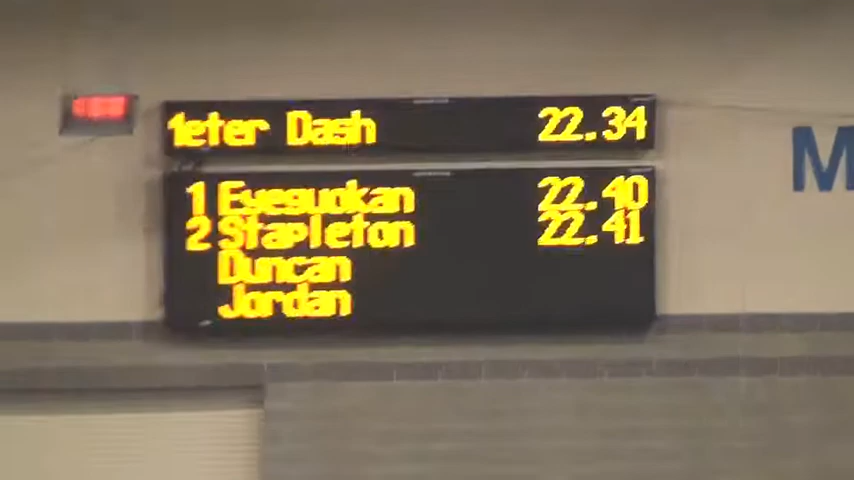 1eter Dash 22.34
1 Eyesuokan 22.40
2 Stapleton 22.41
Duncan
Jordan
M